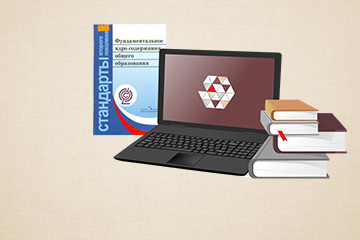 стандарты
второго поколения
Фундаментальное
ядро содержания
общего
образования